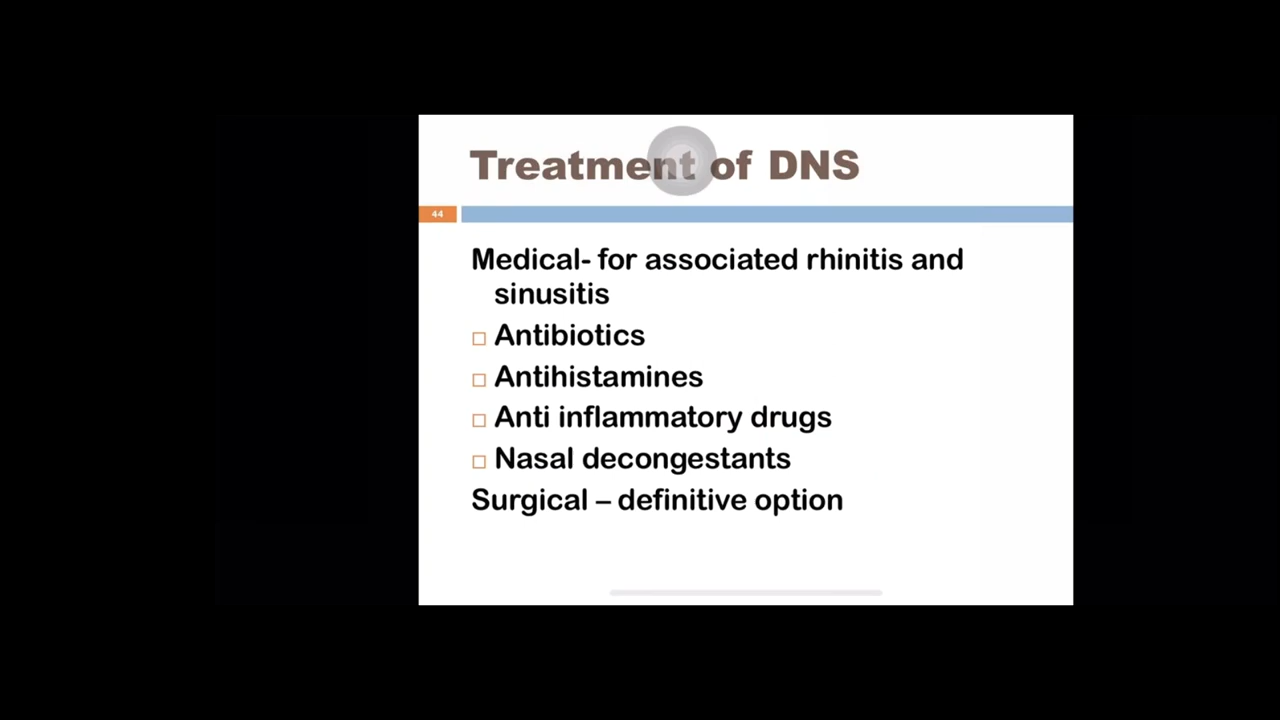 Treatment of DNS
44
Medical- for associated rhinitis and
sinusitis
□ Antibiotics
□ Antihistamines
□ Anti inflammatory drugs
□ Nasal decongestants
Surgical – definitive option